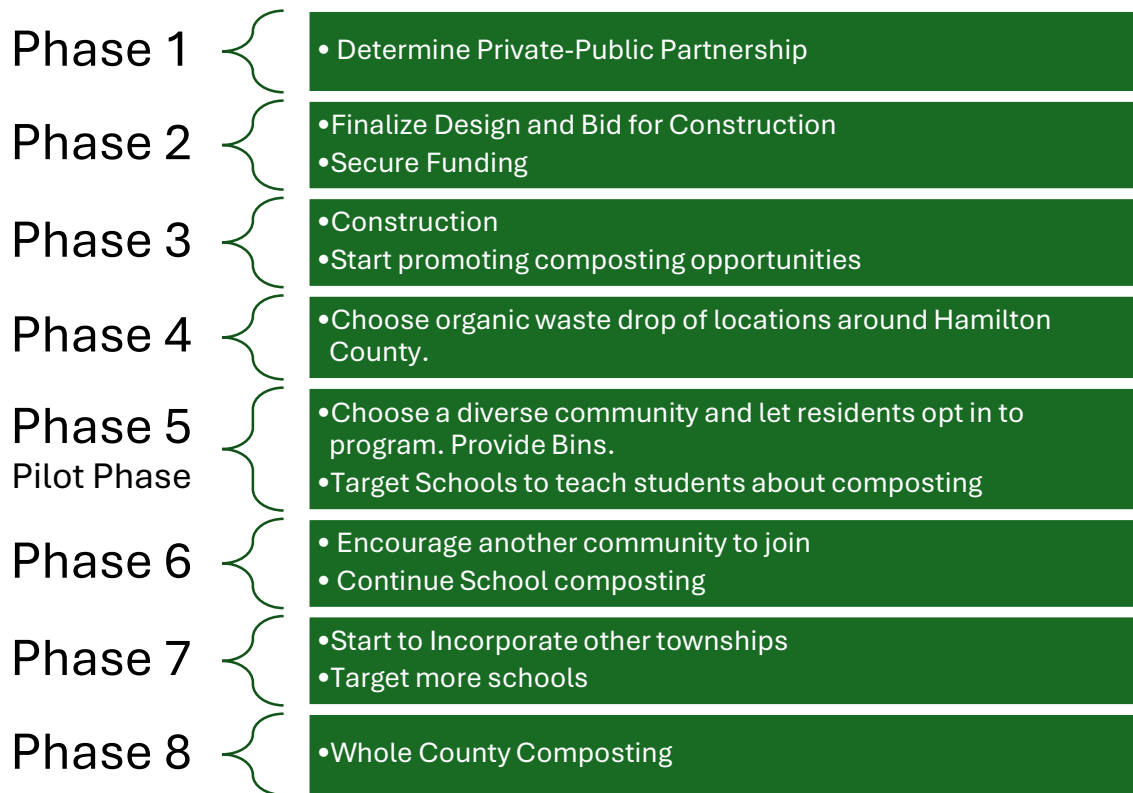 Phase 1
• Determine Private-Public Partnership
Phase 2
•Finalize Design and Bid for Construction
•Secure Funding
Phase 3
•Construction
•Start promoting composting opportunities
Phase 4
•Choose organic waste drop of locations around Hamilton
County.
Phase 5
Pilot Phase
•Choose a diverse community and let residents opt in to
program. Provide Bins.
•Target Schools to teach students about composting
Phase 6
• Encourage another community to join
• Continue School composting
Phase 7
•Start to Incorporate other townships
•Target more schools
Phase 8
•Whole County Composting